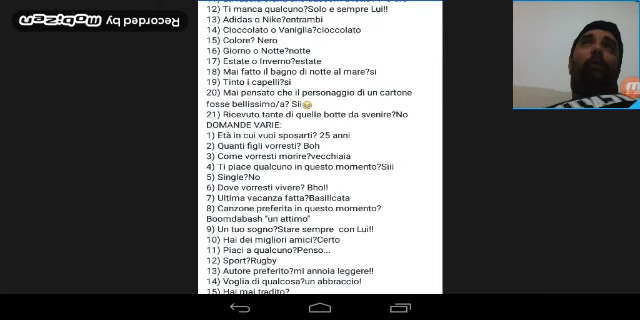 Recorded by mobizen
12) Ti manca qualcuno?Solo e sempre Lui!!
13) Adidas o Nike?entrambi
14) Cioccolato o Vaniglia?cioccolato
15) Colore? Nero
16) Giorno o Notte?notte
17) Estate o Inverno?estate
18) Mai fatto il bagno di notte al mare?si
19) Tinto i capelli?si
20) Mai pensato che il personaggio di un cartone
fosse bellissimo/a? Sii😂
21) Ricevuto tante di quelle botte da svenire?No
DOMANDE VARIE:
1) Età in cui vuoi sposarti? 25 anni
2) Quanti figli vorresti? Boh
3) Come vorresti morire?vecchiaia
4) Ti piace qualcuno in questo momento?Siii
5) Single?No
6) Dove vorresti vivere? Bho!!
7) Ultima vacanza fatta?Basilicata
8) Canzone preferita in questo momento?
Boomdabash "un attimo"
9) Un tuo sogno?Stare sempre con Lui!!
10) Hai dei migliori amici?Certo
11) Piaci a qualcuno?Penso...
12) Sport?Rugby
13) Autore preferito?mi annoia leggere!!
14) Voglia di qualcosa?un abbraccio!
15) Hai mai tradito?